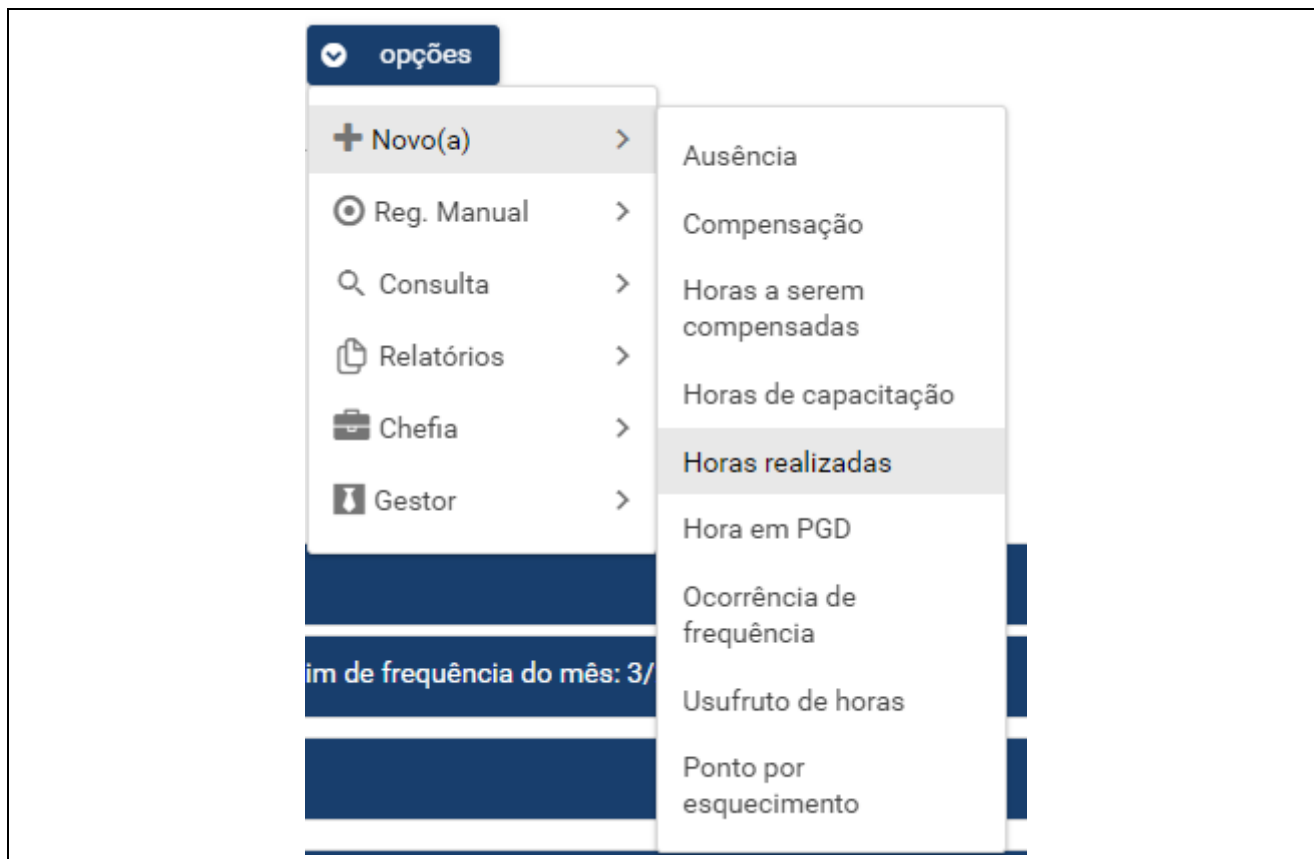 opções
Novo(a)
Reg. Manual
Consulta
Relatórios
Chefia
Gestor
Ausência
Compensação
Horas a serem
compensadas
Horas de capacitação
Horas realizadas
Hora em PGD
Ocorrência de
frequência
Usufruto de horas
Ponto por
esquecimento
im de frequência do mês: 3/